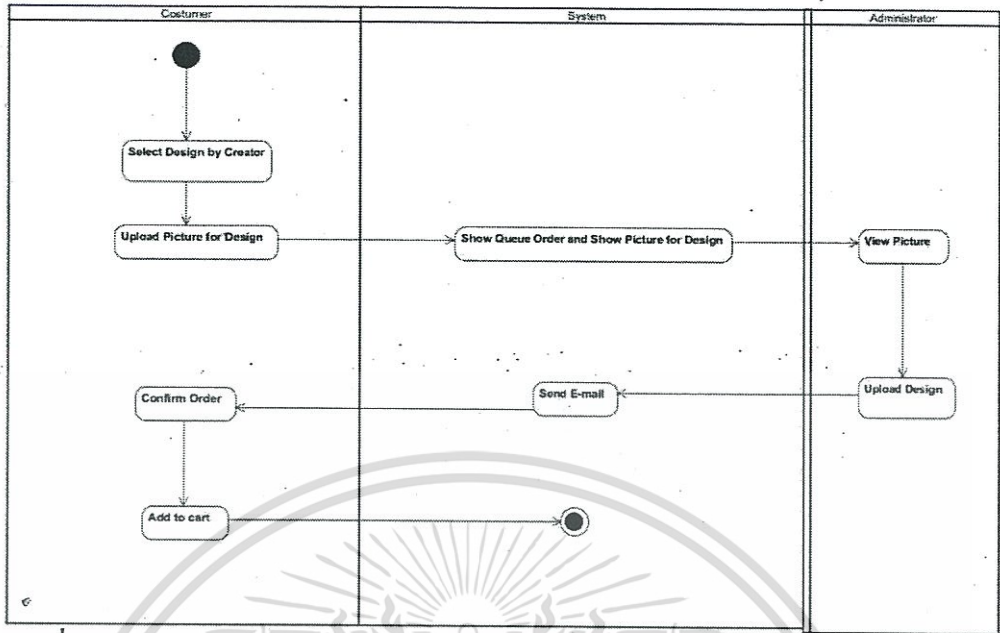 Costumer
System
Administrator
Select Design by Creator
Upload Picture for Design
Show Queue Order and Show Picture for Design
View Picture
Confirm Order
Send E-mail
Upload Design
Add to cart